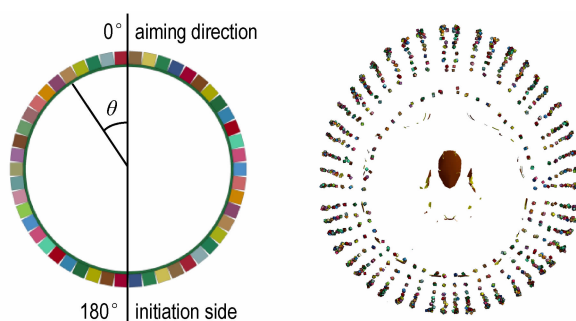 0° aiming direction
θ
180° initiation side